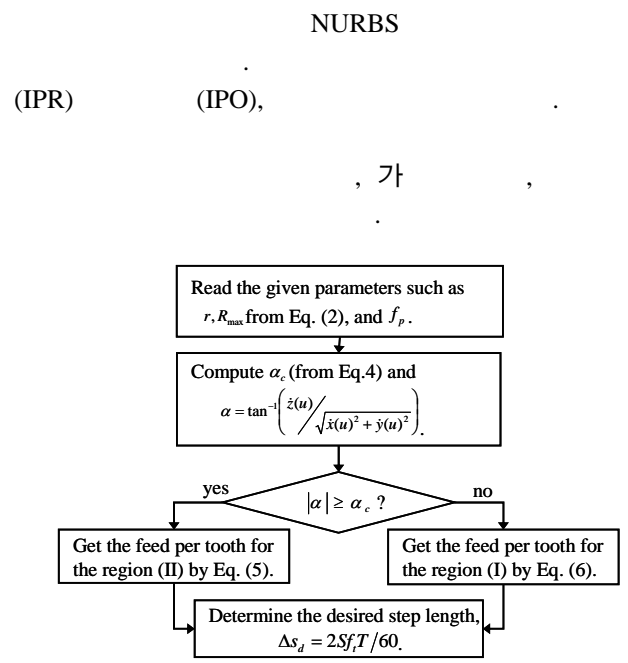 NURBS
.
(IPR) (IPO), .
, 가 ,
.
Read the given parameters such as
r, R_max from Eq. (2), and f_p.
Compute α_c (from Eq.4) and
α = tan⁻¹( ż(u) / √(ẋ(u)² + ẏ(u)²) ).
|α| ≥ α_c ?
yes
no
Get the feed per tooth for
the region (II) by Eq. (5).
Get the feed per tooth for
the region (I) by Eq. (6).
Determine the desired step length,
Δs_d = 2Sf_tT/60.